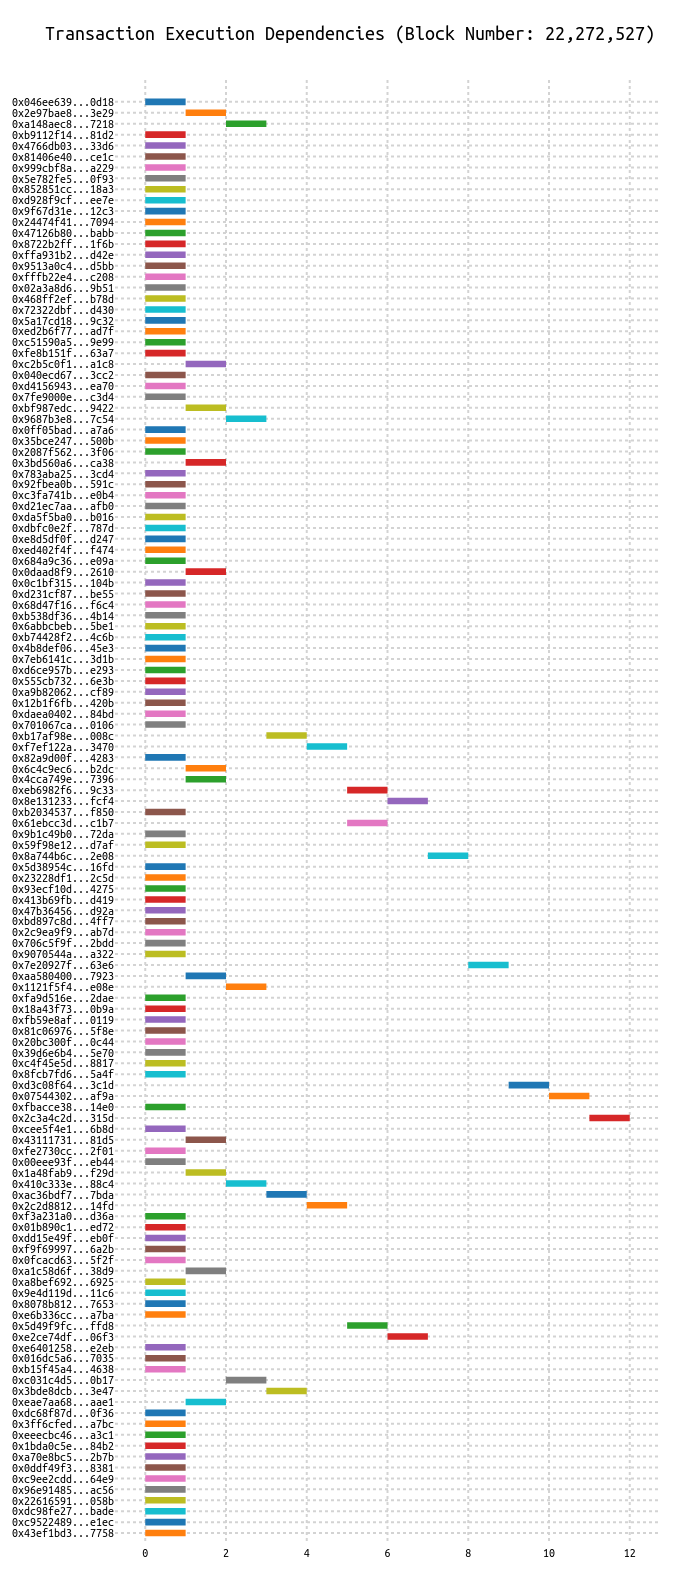 Transaction Execution Dependencies (Block Number: 22,272,527)
0x046ee639...0d18
0x2e97bae8...3e29
0xa148aec8...7218
0xb9112f14...81d2
0x4766db03...33d6
0x81406e40...ce1c
0x999cbf8a...a229
0x5e782fe5...0f93
0x852851cc...18a3
0xd928f9cf...ee7e
0x9f67d31e...12c3
0x24474f41...7094
0x47126b80...babb
0x8722b2ff...1f6b
0xffa931b2...d42e
0x9513a0c4...d5bb
0xfffb22e4...c208
0x02a3a8d6...9b51
0x468ff2ef...b78d
0x72322dbf...d430
0x5a17cd18...9c32
0xed2b6f77...ad7f
0xc51590a5...9e99
0xfe8b151f...63a7
0xc2b5c0f1...a1c8
0x040ecd67...3cc2
0xd4156943...ea70
0x7fe9000e...c3d4
0xbf987edc...9422
0x9687b3e8...7c54
0x0ff05bad...a7a6
0x35bce247...500b
0x2087f562...3f06
0x3bd560a6...ca38
0x783aba25...3cd4
0x92fbea0b...591c
0xc3fa741b...e0b4
0xd21ec7aa...afb0
0xda5f5ba0...b016
0xdbfc0e2f...787d
0xe8d5df0f...d247
0xed402f4f...f474
0x684a9c36...e09a
0x0daad8f9...2610
0x0c1bf315...104b
0xd231cf87...be55
0x68d47f16...f6c4
0xb538df36...4b14
0x6abbcbeb...5be1
0xb74428f2...4c6b
0x4b8def06...45e3
0x7eb6141c...3d1b
0xd6ce957b...e293
0x555cb732...6e3b
0xa9b82062...cf89
0x12b1f6fb...420b
0xdaea0402...84bd
0x701067ca...0106
0xb17af98e...008c
0xf7ef122a...3470
0x82a9d00f...4283
0x6c4c9ec6...b2dc
0x4cca749e...7396
0xeb6982f6...9c33
0x8e131233...fcf4
0xb2034537...f850
0x61ebcc3d...c1b7
0x9b1c49b0...72da
0x59f98e12...d7af
0x8a744b6c...2e08
0x5d38954c...16fd
0x23228df1...2c5d
0x93ecf10d...4275
0x413b69fb...d419
0x47b36456...d92a
0xbd897c8d...4ff7
0x2c9ea9f9...ab7d
0x706c5f9f...2bdd
0x9070544a...a322
0x7e20927f...63e6
0xaa580400...7923
0x1121f5f4...e08e
0xfa9d516e...2dae
0x18a43f73...0b9a
0xfb59e8af...0119
0x81c06976...5f8e
0x20bc300f...0c44
0x39d6e6b4...5e70
0xc4f45e5d...8817
0x8fcb7fd6...5a4f
0xd3c08f64...3c1d
0x07544302...af9a
0xfbacce38...14e0
0x2c3a4c2d...315d
0xcee5f4e1...6b8d
0x43111731...81d5
0xfe2730cc...2f01
0x00eee93f...eb44
0x1a48fab9...f29d
0x410c333e...88c4
0xac36bdf7...7bda
0x2c2d8812...14fd
0xf3a231a0...d36a
0x01b890c1...ed72
0xdd15e49f...eb0f
0xf9f69997...6a2b
0x0fcacd63...5f2f
0xa1c58d6f...38d9
0xa8bef692...6925
0x9e4d119d...11c6
0x8078b812...7653
0xe6b336cc...a7ba
0x5d49f9fc...ffd8
0xe2ce74df...06f3
0xe6401258...e2eb
0x016dc5a6...7035
0xb15f45a4...4638
0xc031c4d5...0b17
0x3bde8dcb...3e47
0xeae7aa68...aae1
0xdc68f87d...0f36
0x3ff6cfed...a7bc
0xeeecbc46...a3c1
0x1bda0c5e...84b2
0xa70e8bc5...2b7b
0x0ddf49f3...8381
0xc9ee2cdd...64e9
0x96e91485...ac56
0x22616591...058b
0xdc98fe27...bade
0xc9522489...e1ec
0x43ef1bd3...7758
0 2 4 6 8 10 12